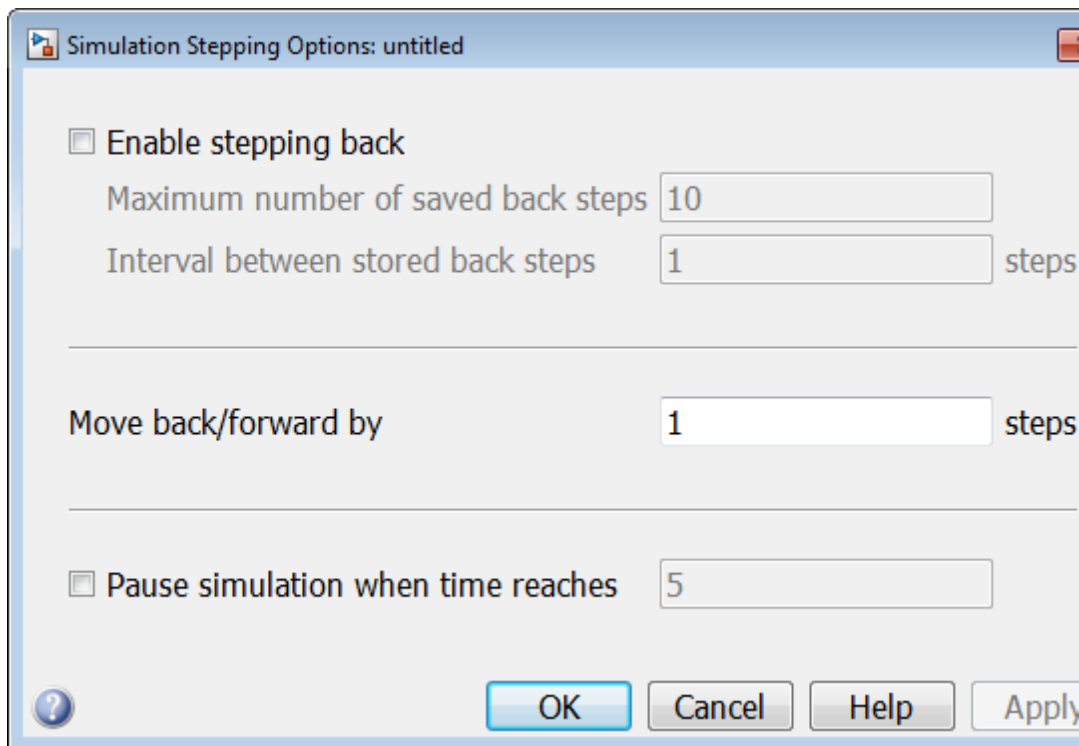 Simulation Stepping Options: untitled
Enable stepping back
Maximum number of saved back steps 10
Interval between stored back steps 1 steps
Move back/forward by 1 steps
Pause simulation when time reaches 5
? OK Cancel Help Apply